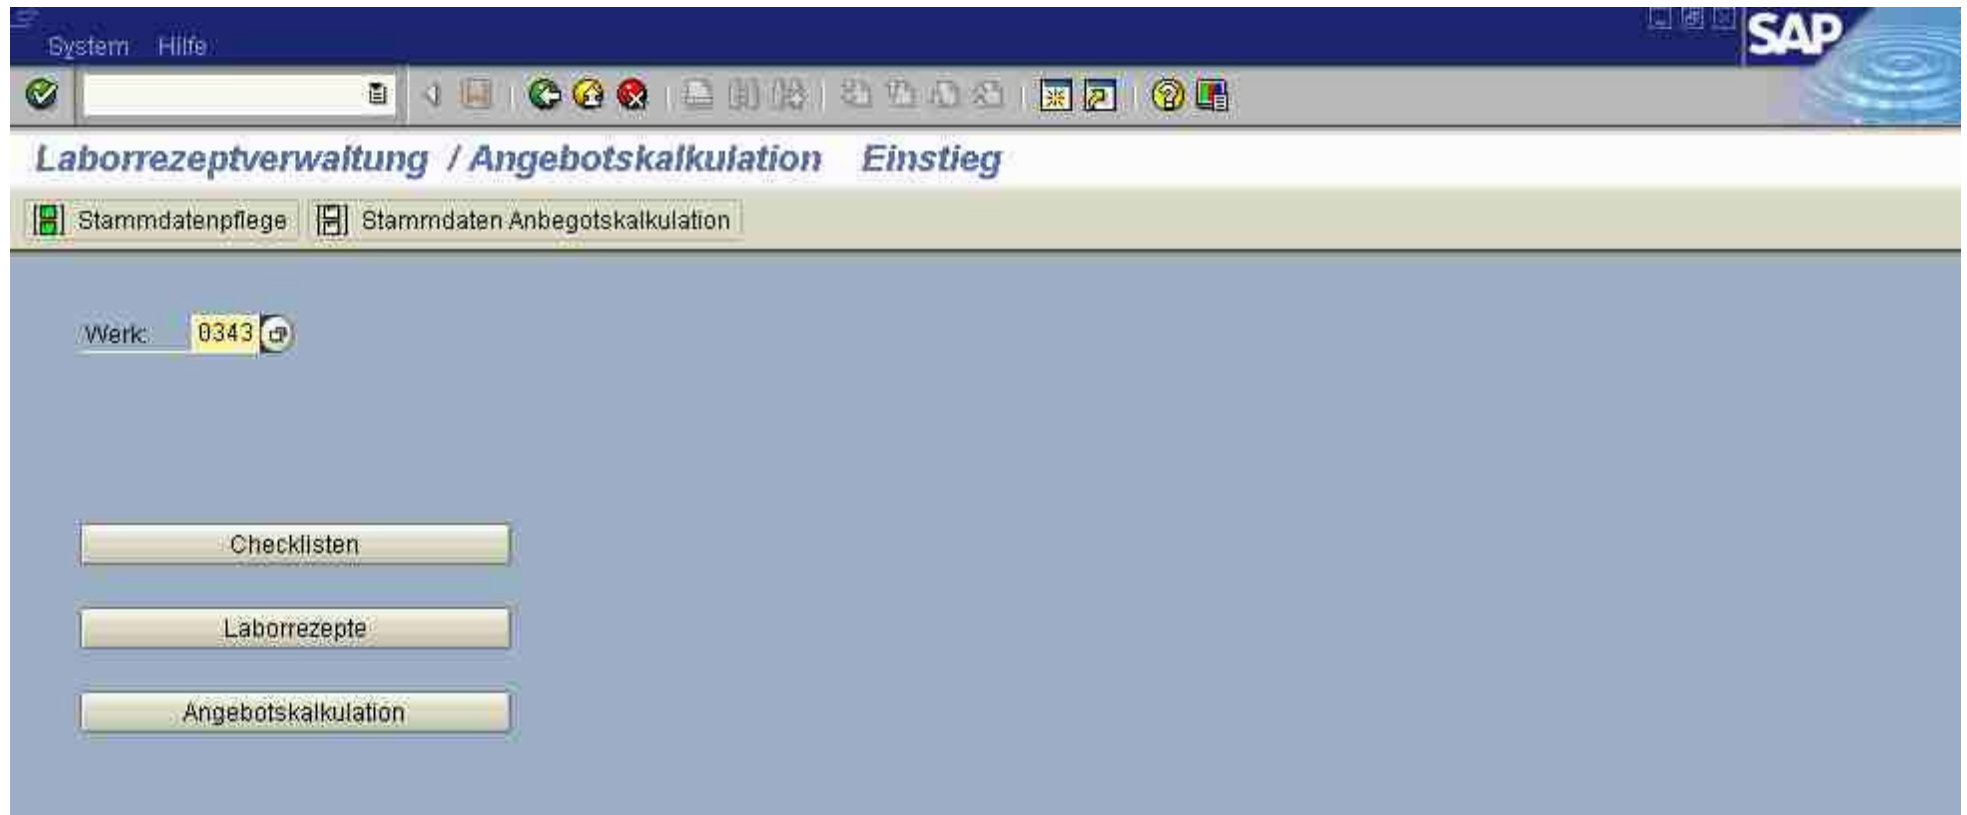 System Hilfe
SAP
Laborrezeptverwaltung / Angebotskalkulation Einstieg
Stammdatenpflege Stammdaten Anbegotskalkulation
Werk: 0343
Checklisten
Laborrezepte
Angebotskalkulation